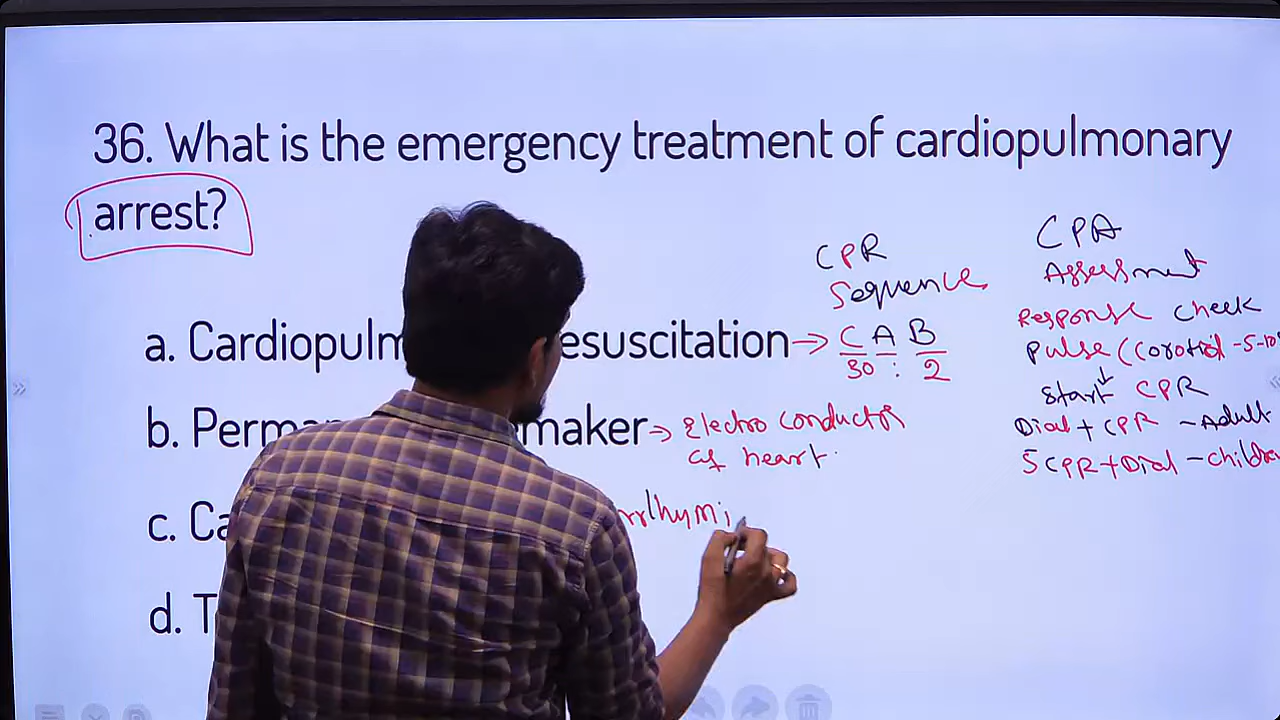 36. What is the emergency treatment of cardiopulmonary
arrest?
CPR
Sequence
CPA
Assessment
Response check
pulse (Corotid -5-10
Start CPR
Dial + CPR - Adult
5 CPR + Dial - children
a. Cardiopulm esuscitation → C A B
30 : 2
b. Perma maker → Electro conductor
of heart.
c. Ca rrhymi
d. T